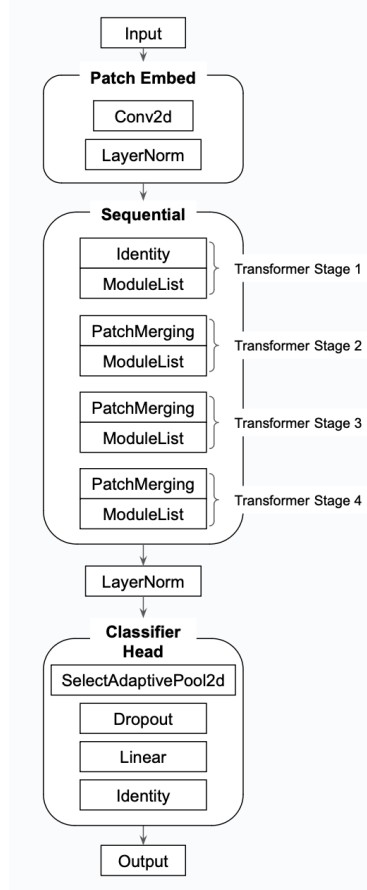 Input
Patch Embed
Conv2d
LayerNorm
Sequential
Identity
ModuleList
Transformer Stage 1
PatchMerging
ModuleList
Transformer Stage 2
PatchMerging
ModuleList
Transformer Stage 3
PatchMerging
ModuleList
Transformer Stage 4
LayerNorm
Classifier
Head
SelectAdaptivePool2d
Dropout
Linear
Identity
Output